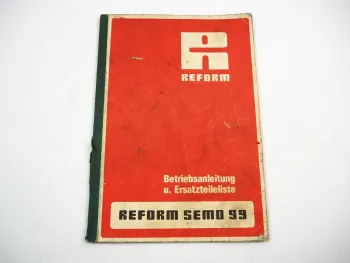 REFORM
Betriebsanleitung
u. Ersatzteileliste
REFORM SEMO 99